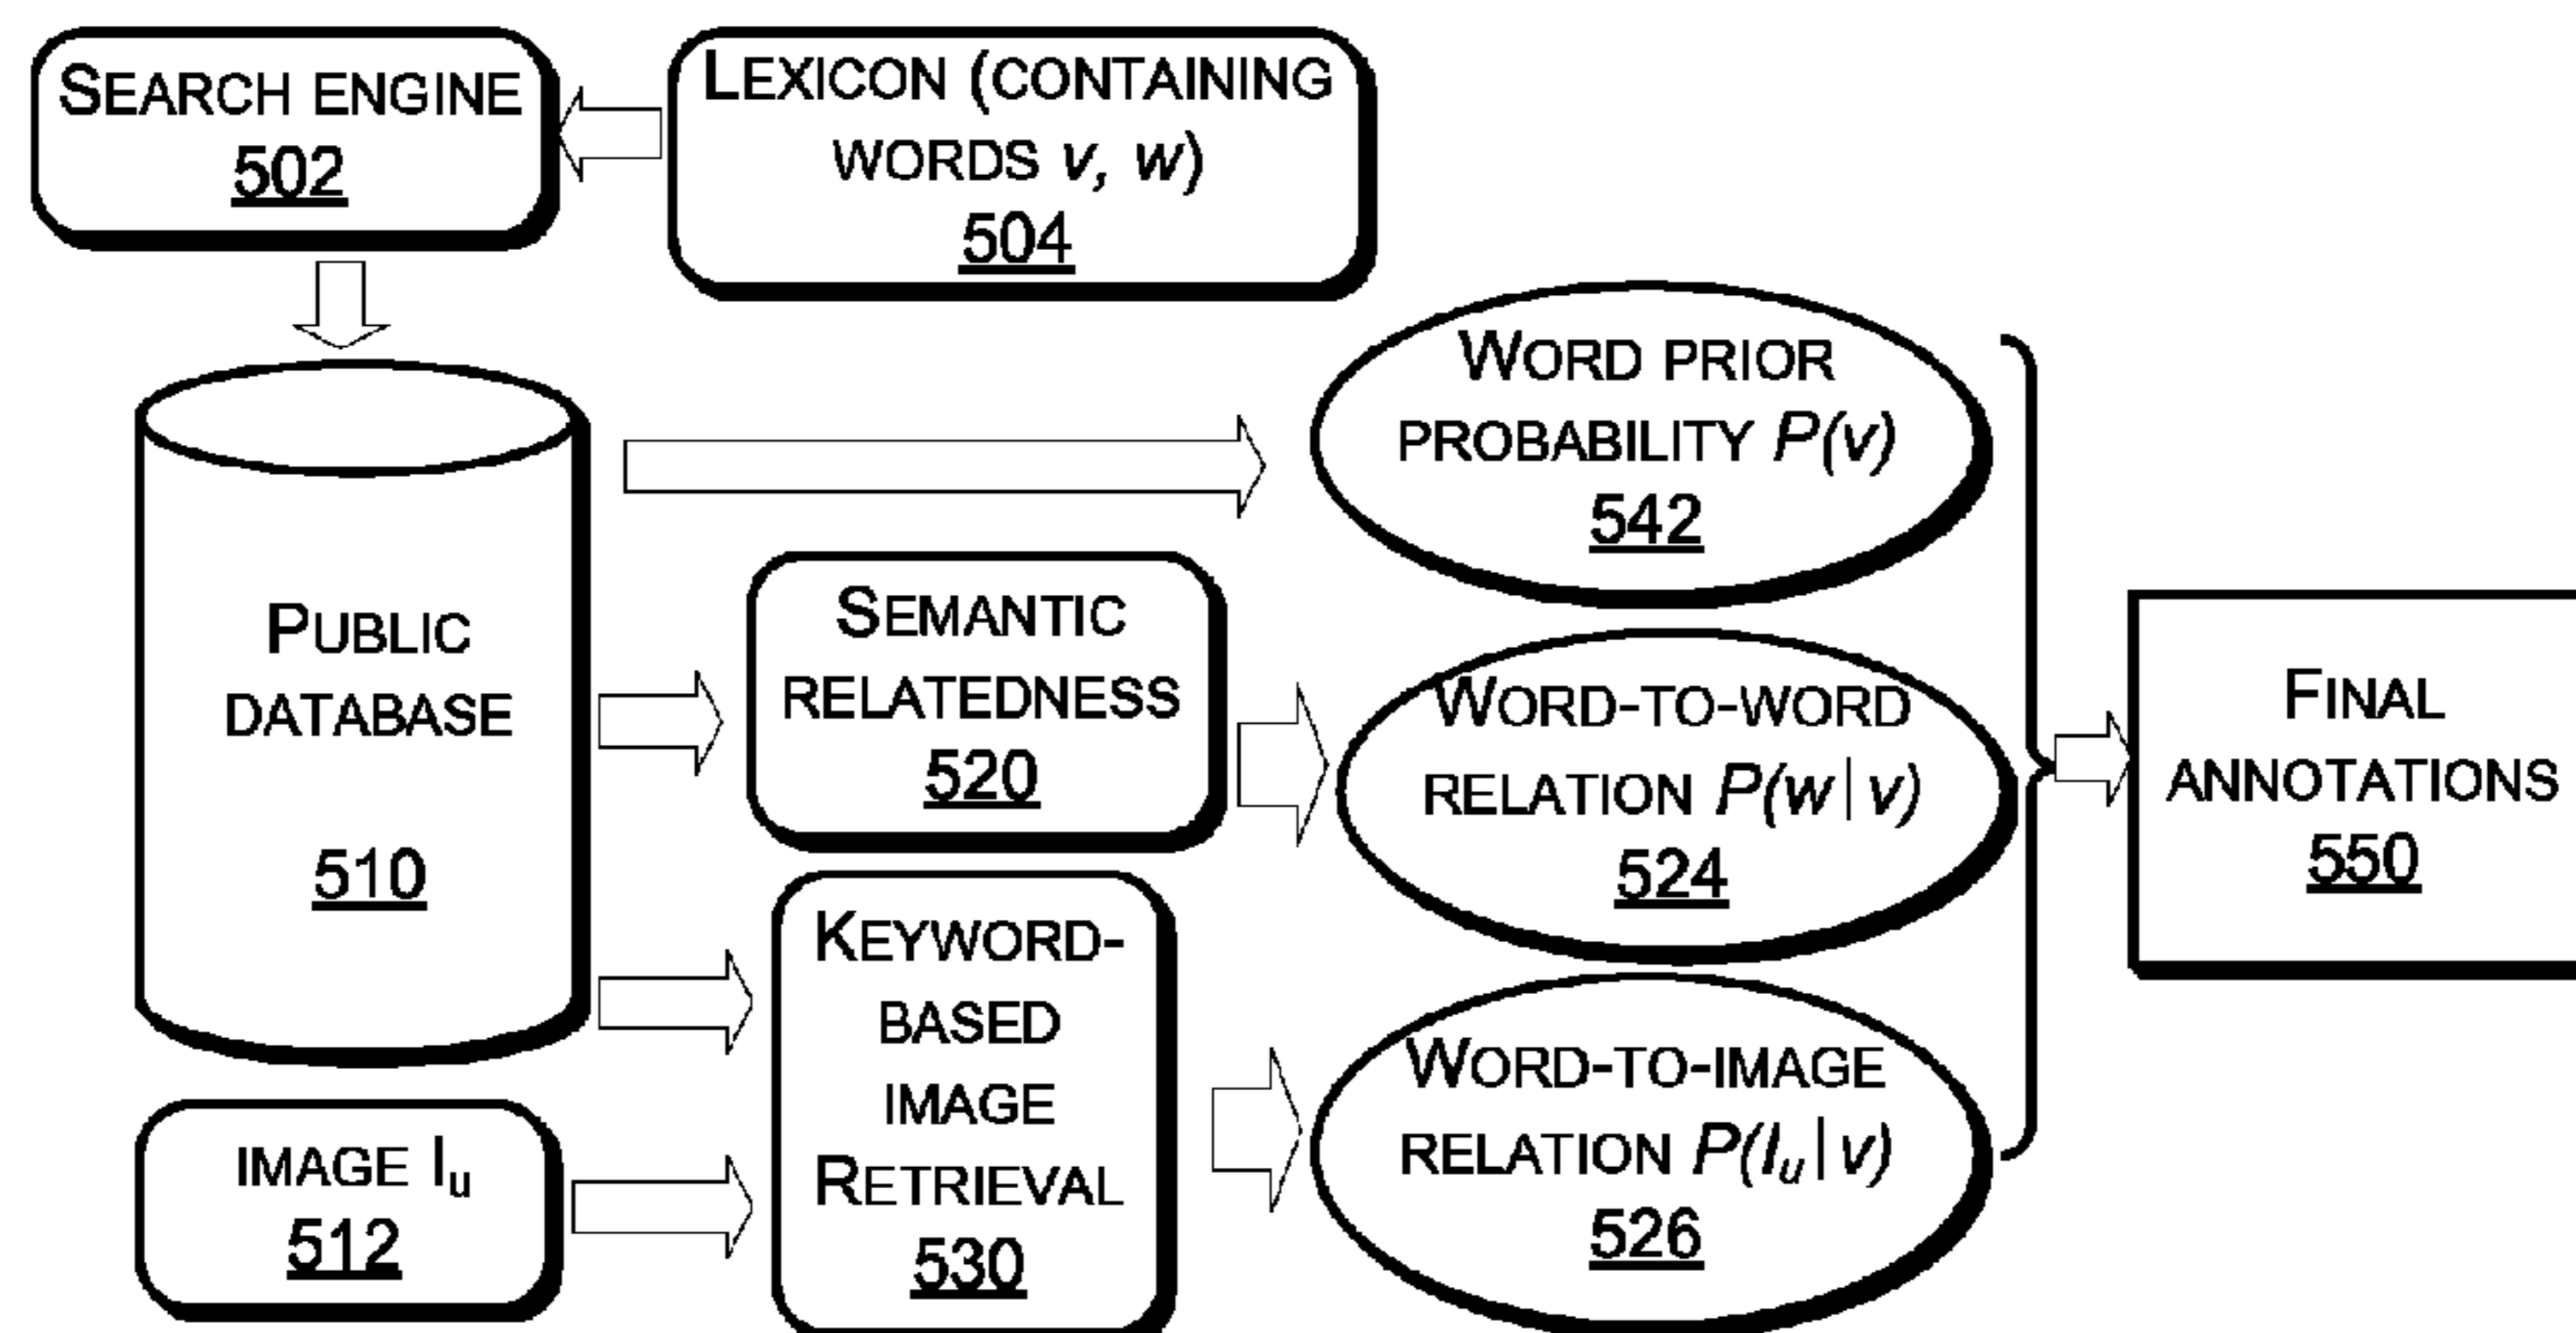 SEARCH ENGINE
502
LEXICON (CONTAINING
WORDS v, w)
504
PUBLIC
DATABASE
510
IMAGE Iu
512
SEMANTIC
RELATEDNESS
520
KEYWORD-
BASED
IMAGE
RETRIEVAL
530
WORD PRIOR
PROBABILITY P(v)
542
WORD-TO-WORD
RELATION P(w|v)
524
WORD-TO-IMAGE
RELATION P(Iu|v)
526
FINAL
ANNOTATIONS
550